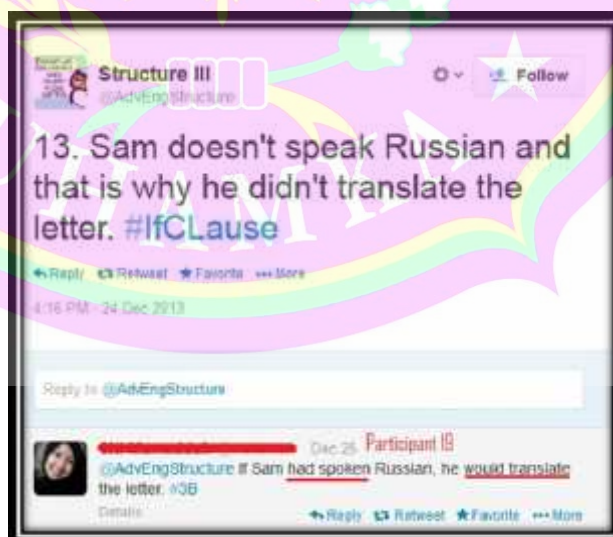 Structure III
@AdvEngStructure
Follow
13. Sam doesn't speak Russian and
that is why he didn't translate the
letter. #IfCLause
Reply Retweet Favorite More
4:16 PM - 24 Dec 2013
Reply to @AdvEngStructure
Dec 25 Participant 19
@AdvEngStructure If Sam had spoken Russian, he would translate
the letter. #3B
Details Reply Retweet Favorite More